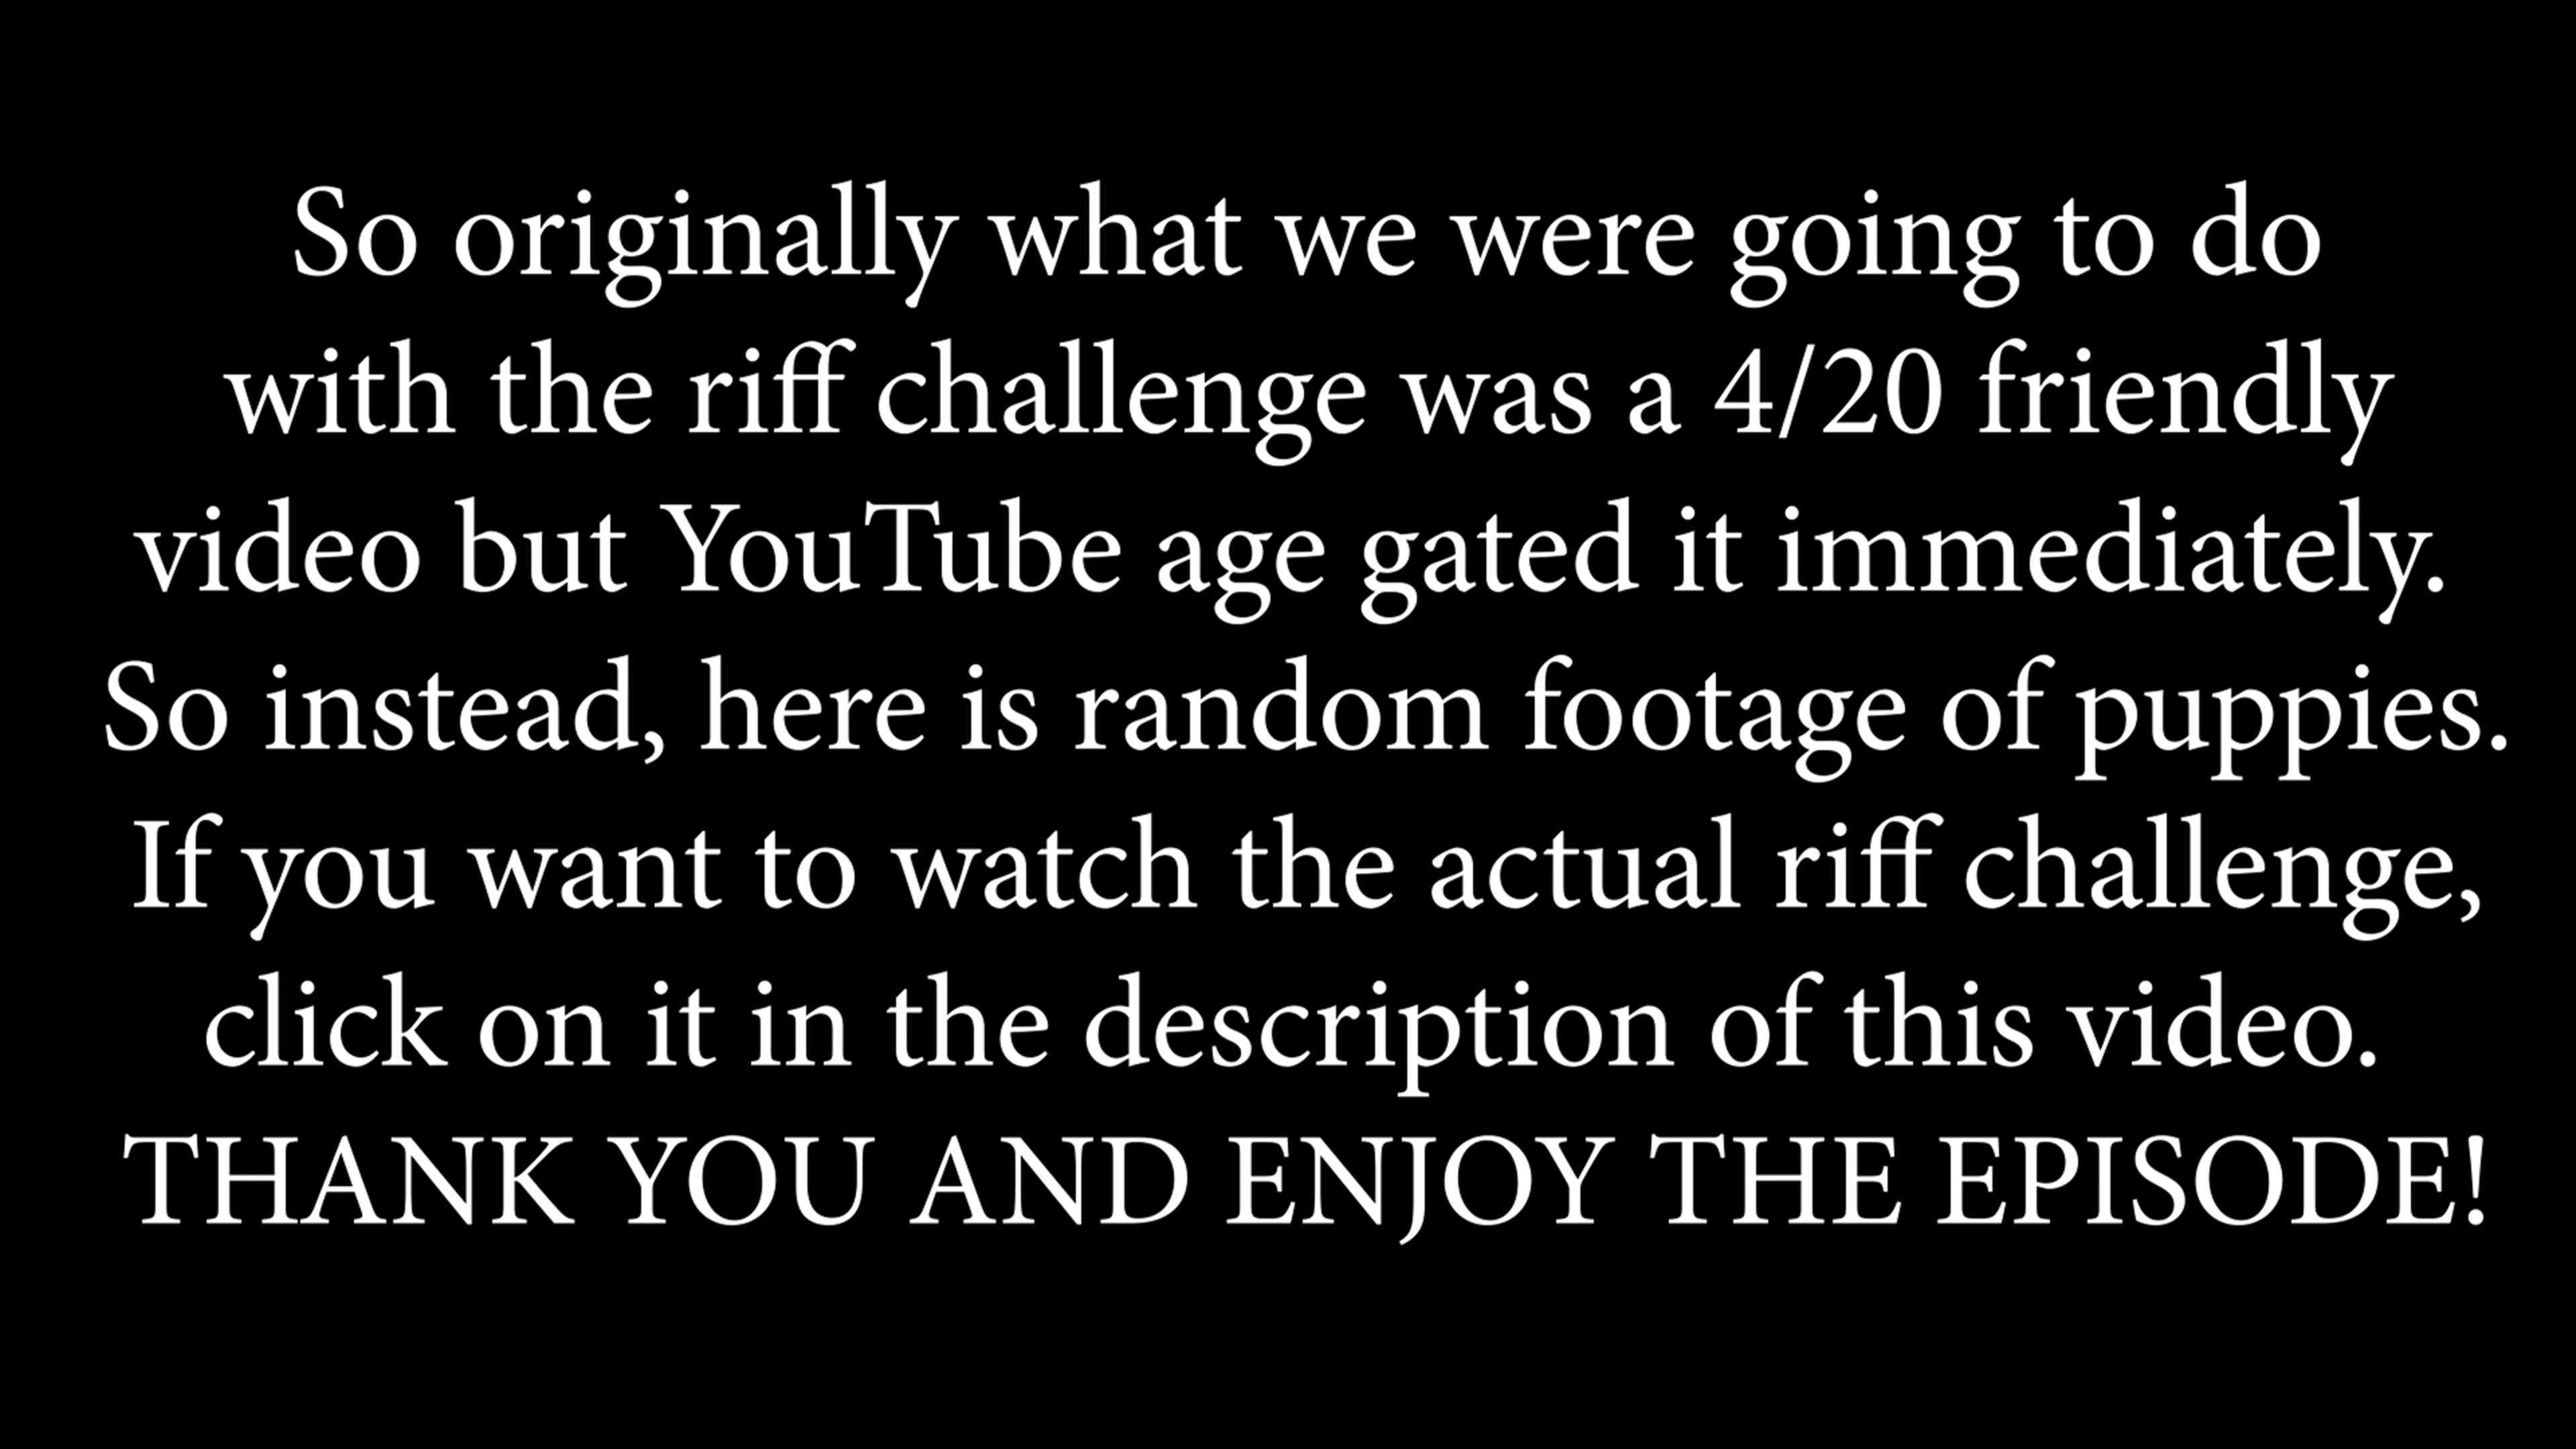 So originally what we were going to do
with the riff challenge was a 4/20 friendly
video but YouTube age gated it immediately.
So instead, here is random footage of puppies.
If you want to watch the actual riff challenge,
click on it in the description of this video.
THANK YOU AND ENJOY THE EPISODE!